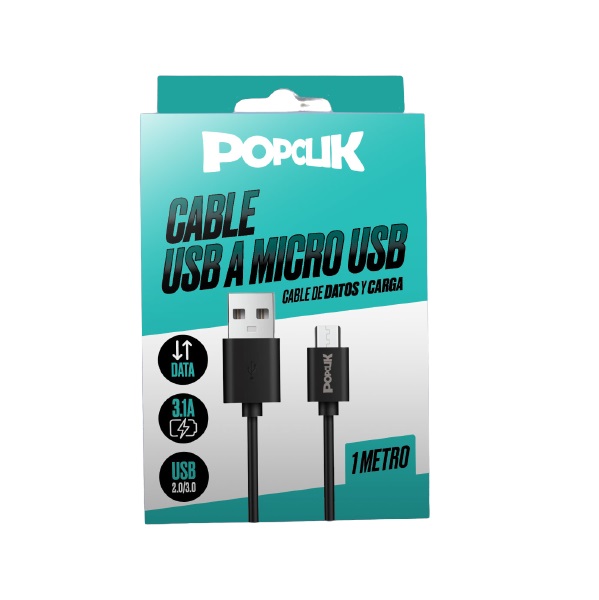 POPCLIK
CABLE
USB A MICRO USB
CABLE DE DATOS Y CARGA
DATA
3.1A
USB
2.0/3.0
POPCLIK
1 METRO